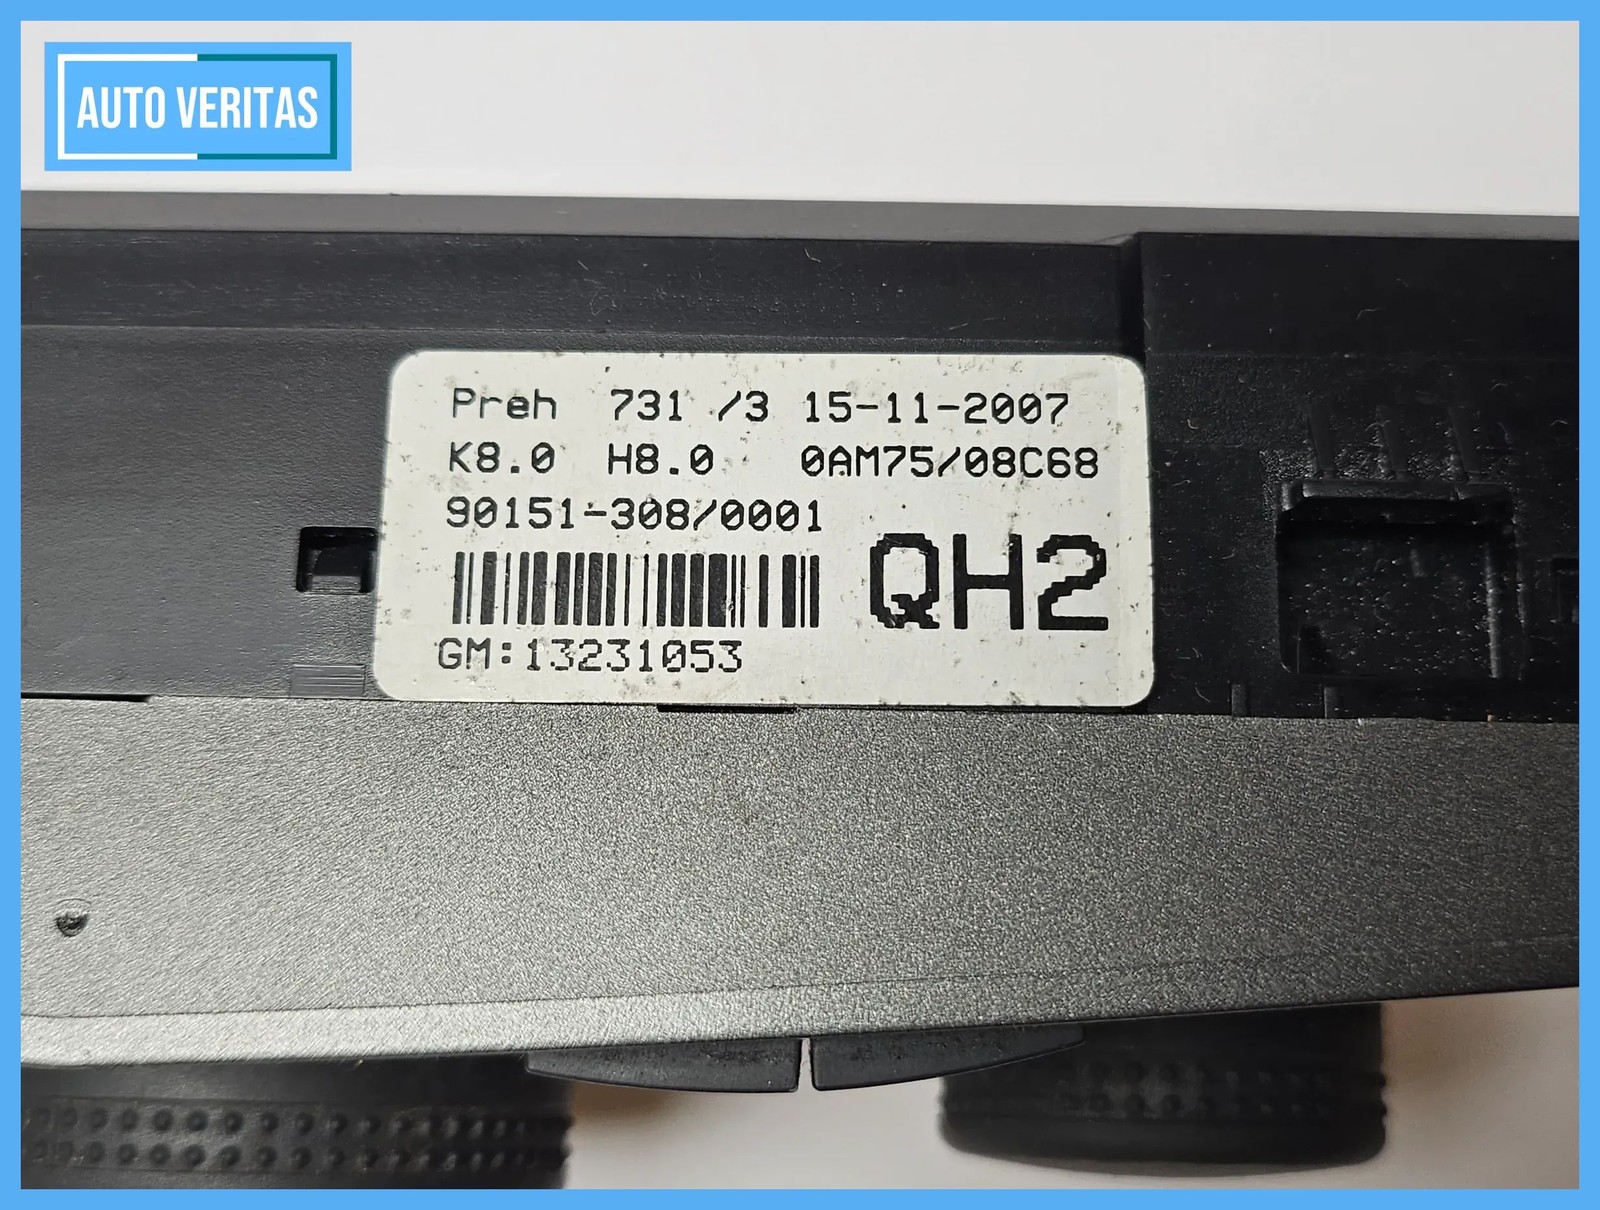 AUTO VERITAS
Preh 731 /3 15-11-2007
K8.0 H8.0 0AM75/08C68
90151-308/0001
QH2
GM:13231053